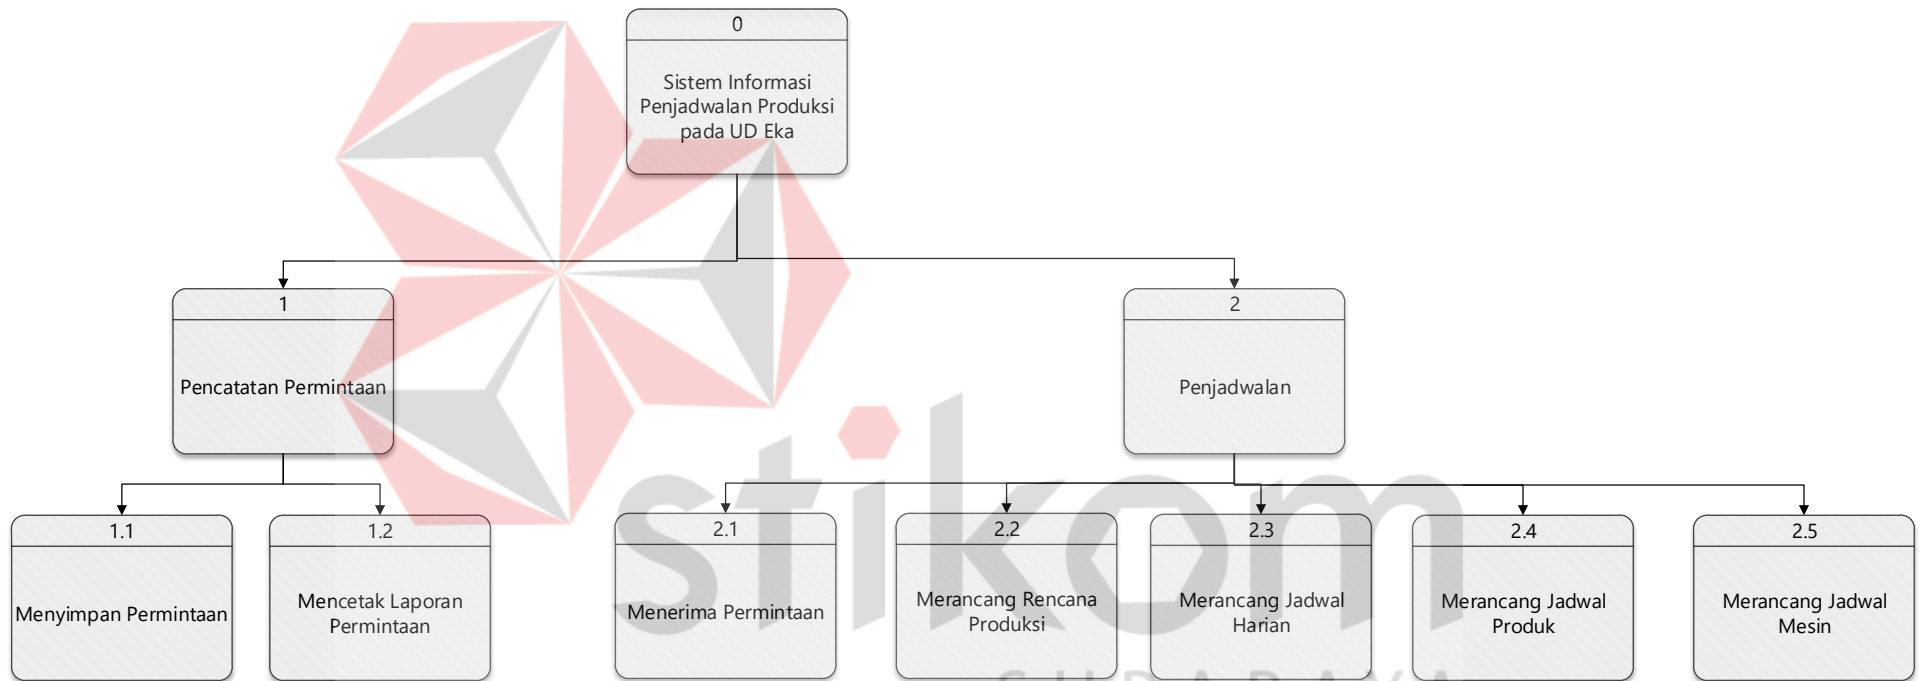 0
Sistem Informasi
Penjadwalan Produksi
pada UD Eka
1
Pencatatan Permintaan
2
Penjadwalan
1.1
Menyimpan Permintaan
1.2
Mencetak Laporan
Permintaan
2.1
Menerima Permintaan
2.2
Merancang Rencana
Produksi
2.3
Merancang Jadwal
Harian
2.4
Merancang Jadwal
Produk
2.5
Merancang Jadwal
Mesin
stikom
SURABAYA